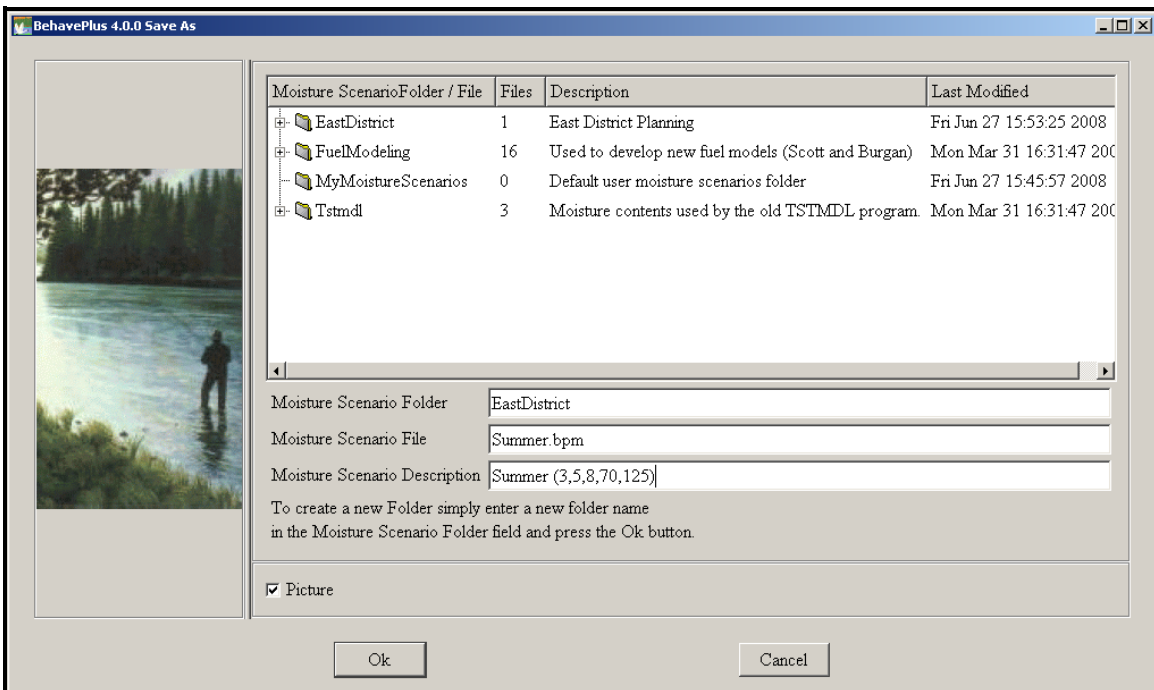 BehavePlus 4.0.0 Save As
Moisture ScenarioFolder / File Files Description Last Modified
EastDistrict 1 East District Planning Fri Jun 27 15:53:25 2008
FuelModeling 16 Used to develop new fuel models (Scott and Burgan) Mon Mar 31 16:31:47 200
MyMoistureScenarios 0 Default user moisture scenarios folder Fri Jun 27 15:45:57 2008
Tstmdl 3 Moisture contents used by the old TSTMDL program. Mon Mar 31 16:31:47 200
Moisture Scenario Folder EastDistrict
Moisture Scenario File Summer.bpm
Moisture Scenario Description Summer (3,5,8,70,125)
To create a new Folder simply enter a new folder name
in the Moisture Scenario Folder field and press the Ok button.
Picture
Ok Cancel